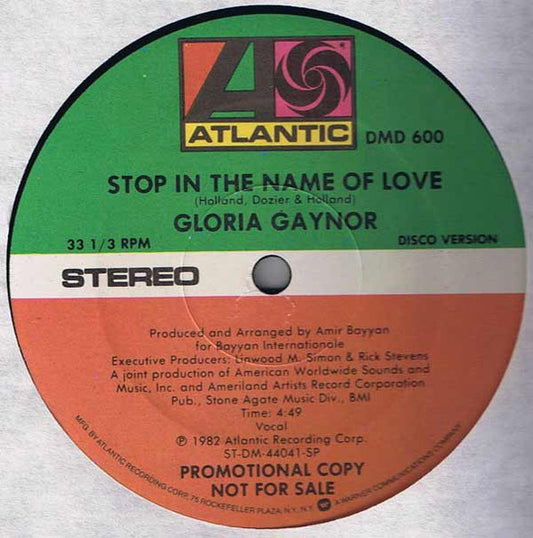 ATLANTIC
DMD 600
STOP IN THE NAME OF LOVE
(Holland, Dozier & Holland)
GLORIA GAYNOR
33 1/3 RPM
DISCO VERSION
STEREO
Produced and Arranged by Amir Bayyan
for Bayyan Internationale
Executive Producers: Linwood M. Simon & Rick Stevens
A joint production of American Worldwide Sounds and
Music, Inc. and Ameriland Artists Record Corporation
Pub., Stone Agate Music Div., BMI
Time: 4:49
Vocal
℗ 1982 Atlantic Recording Corp.
ST-DM-44041-SP
PROMOTIONAL COPY
NOT FOR SALE
MFG. BY ATLANTIC RECORDING CORP., 75 ROCKEFELLER PLAZA, N.Y., N.Y. A WARNER COMMUNICATIONS COMPANY